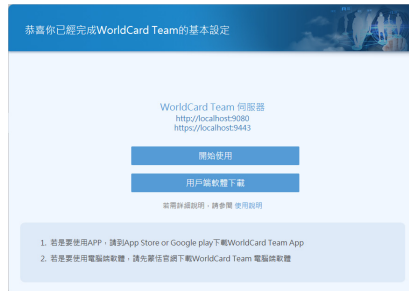 恭喜你已經完成WorldCard Team的基本設定
WorldCard Team 伺服器
http://localhost:9080
https://localhost:9443
開始使用
用戶端軟體下載
若需詳細說明，請參閱 使用說明
1. 若是要使用APP，請到App Store or Google play下載WorldCard Team App
2. 若是要使用電腦端軟體，請先蒙恬官網下載WorldCard Team 電腦端軟體